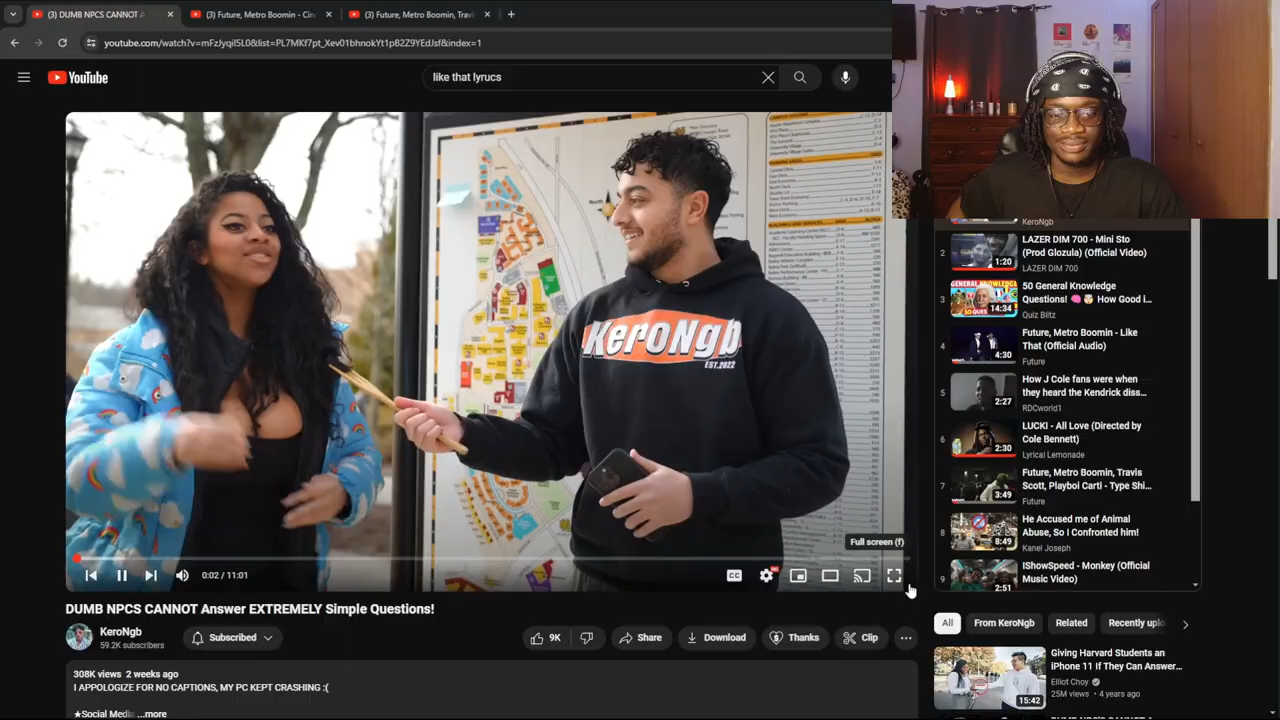 (3) DUMB NPCS CANNOT A
(3) Future, Metro Boomin - Cin
(3) Future, Metro Boomin, Travi
youtube.com/watch?v=mFzJyqil5L0&list=PL7MKf7pt_Xev01bhnokYt1pB2Z9YEdJsf&index=1
YouTube
like that lyrucs
North
KerONgb
EST.2022
Full screen (f)
CC
HD
0:02 / 11:01
DUMB NPCS CANNOT Answer EXTREMELY Simple Questions!
KeroNgb
59.2K subscribers
Subscribed
9K
Share
Download
Thanks
Clip
308K views 2 weeks ago
I APOLOGIZE FOR NO CAPTIONS, MY PC KEPT CRASHING :(
★Social Media ...more
KeroNgb
2
1:20
LAZER DIM 700 - Mini Sto
(Prod Glozula) (Official Video)
LAZER DIM 700
3
14:34
50 General Knowledge
Questions! 🧠🤯 How Good i...
Quiz Blitz
4
4:30
Future, Metro Boomin - Like
That (Official Audio)
Future
5
2:27
How J Cole fans were when
they heard the Kendrick diss...
RDCworld1
6
2:30
LUCKI - All Love (Directed by
Cole Bennett)
Lyrical Lemonade
7
3:49
Future, Metro Boomin, Travis
Scott, Playboi Carti - Type Shi...
Future
8
8:49
He Accused me of Animal
Abuse, So I Confronted him!
Kanel Joseph
9
2:51
IShowSpeed - Monkey (Official
Music Video)
All
From KeroNgb
Related
Recently uplo
15:42
Giving Harvard Students an
iPhone 11 If They Can Answer...
Elliot Choy
25M views • 4 years ago